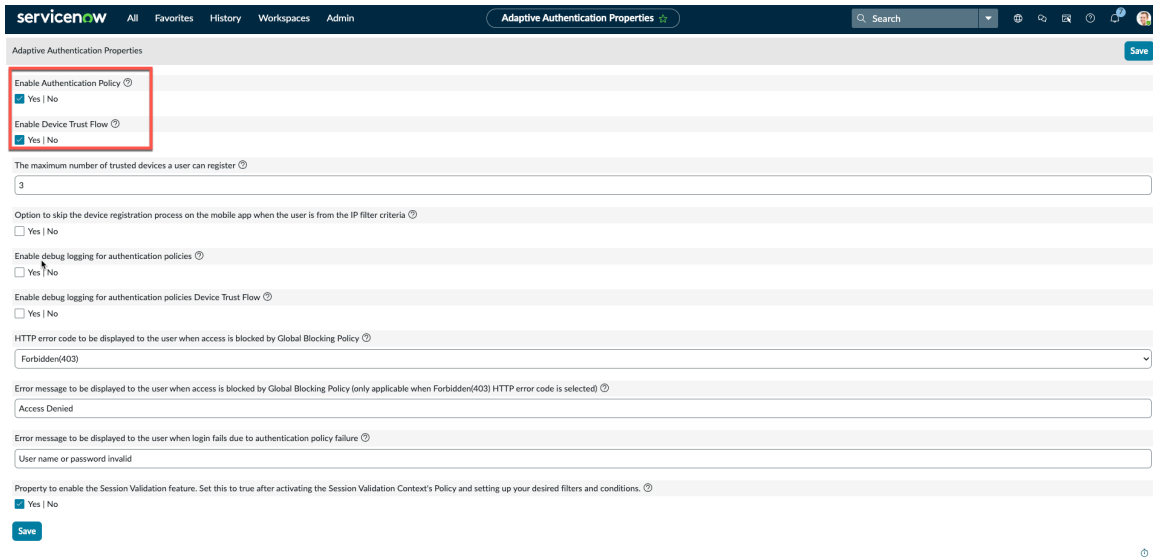 servicenow All Favorites History Workspaces Admin Adaptive Authentication Properties Search 7
Adaptive Authentication Properties Save
Enable Authentication Policy
Yes | No
Enable Device Trust Flow
Yes | No
The maximum number of trusted devices a user can register
3
Option to skip the device registration process on the mobile app when the user is from the IP filter criteria
Yes | No
Enable debug logging for authentication policies
Yes | No
Enable debug logging for authentication policies Device Trust Flow
Yes | No
HTTP error code to be displayed to the user when access is blocked by Global Blocking Policy
Forbidden(403)
Error message to be displayed to the user when access is blocked by Global Blocking Policy (only applicable when Forbidden(403) HTTP error code is selected)
Access Denied
Error message to be displayed to the user when login fails due to authentication policy failure
User name or password invalid
Property to enable the Session Validation feature. Set this to true after activating the Session Validation Context's Policy and setting up your desired filters and conditions.
Yes | No
Save